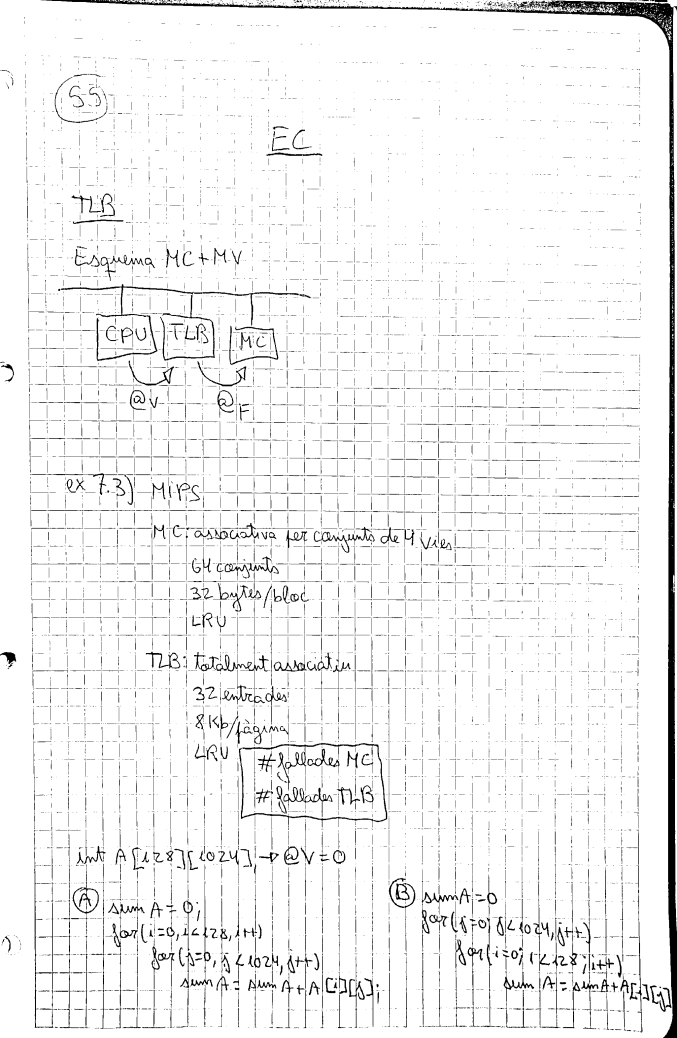 55
EC
TLB
Esquema MC+MV
CPU TLB MC
@V @F
ex 7.3) MIPS
MC: associativa per conjunts de 4 vies
64 conjunts
32 bytes/bloc
LRU
TLB: totalment associatiu
32 entrades
8Kb/pàgina
LRU
#fallades MC
#fallades TLB
int A[128][1024]; → @V=0
A
sum A = 0;
for(i=0, i<128, i++)
for(j=0, j<1024, j++)
sum A = sum A + A[i][j];
B
sumA=0
for(j=0; j<1024, j++)
for(i=0; i<128; i++)
sum A = sumA+A[i][j]